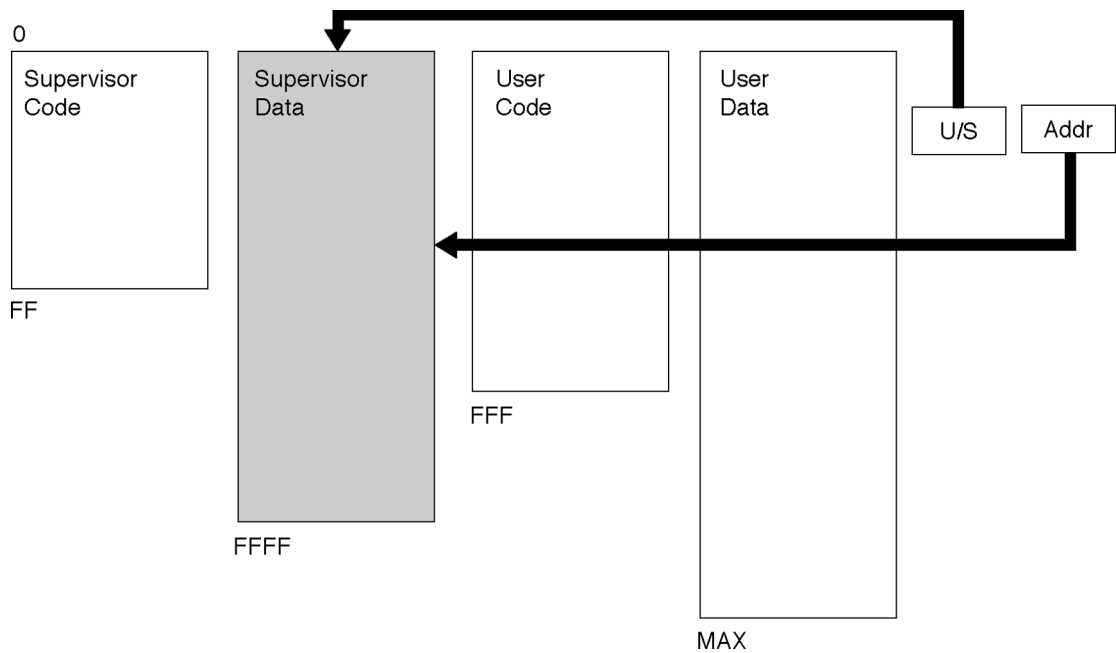 0
Supervisor
Code
Supervisor
Data
User
Code
User
Data
U/S
Addr
FF
FFF
FFFF
MAX